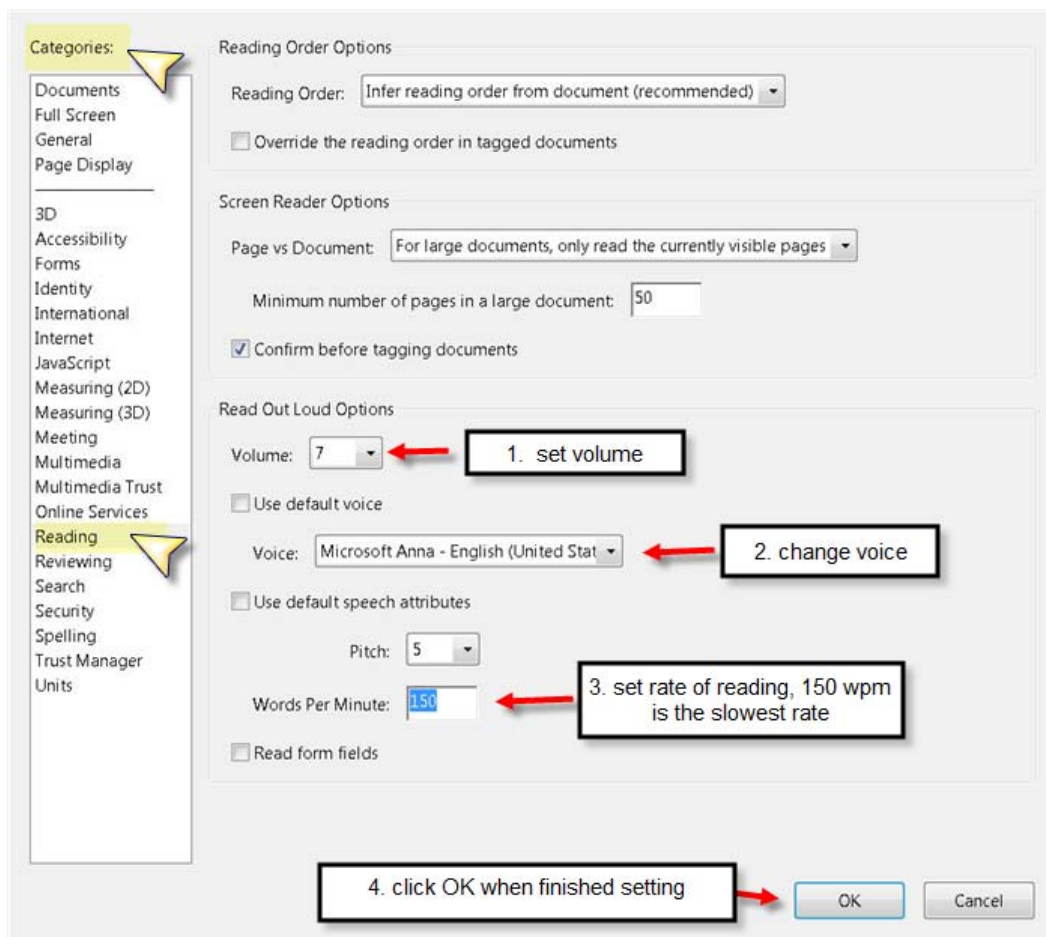 Categories:
Documents
Full Screen
General
Page Display
3D
Accessibility
Forms
Identity
International
Internet
JavaScript
Measuring (2D)
Measuring (3D)
Meeting
Multimedia
Multimedia Trust
Online Services
Reading
Reviewing
Search
Security
Spelling
Trust Manager
Units
Reading Order Options
Reading Order: Infer reading order from document (recommended)
Override the reading order in tagged documents
Screen Reader Options
Page vs Document: For large documents, only read the currently visible pages
Minimum number of pages in a large document: 50
Confirm before tagging documents
Read Out Loud Options
Volume: 7
1. set volume
Use default voice
Voice: Microsoft Anna - English (United Stat
2. change voice
Use default speech attributes
Pitch: 5
Words Per Minute: 150
3. set rate of reading, 150 wpm
is the slowest rate
Read form fields
4. click OK when finished setting
OK
Cancel